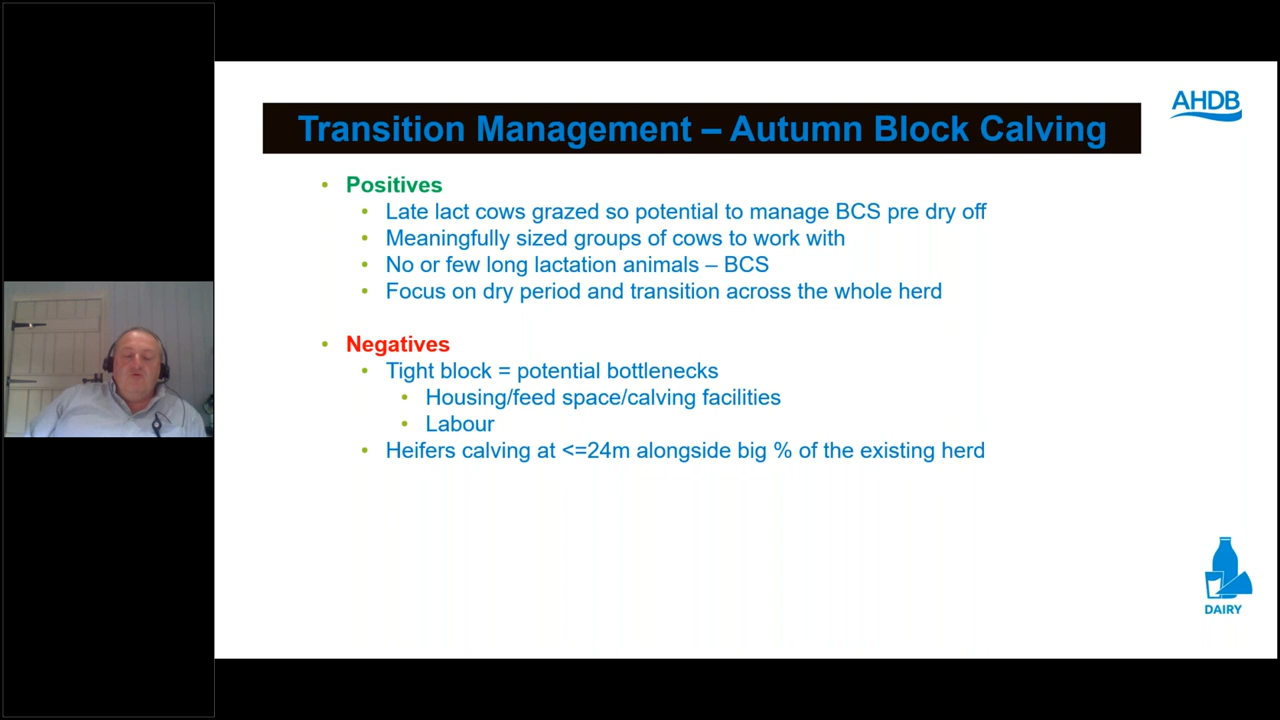 AHDB
Transition Management – Autumn Block Calving
• Positives
• Late lact cows grazed so potential to manage BCS pre dry off
• Meaningfully sized groups of cows to work with
• No or few long lactation animals – BCS
• Focus on dry period and transition across the whole herd
• Negatives
• Tight block = potential bottlenecks
• Housing/feed space/calving facilities
• Labour
• Heifers calving at <=24m alongside big % of the existing herd
DAIRY